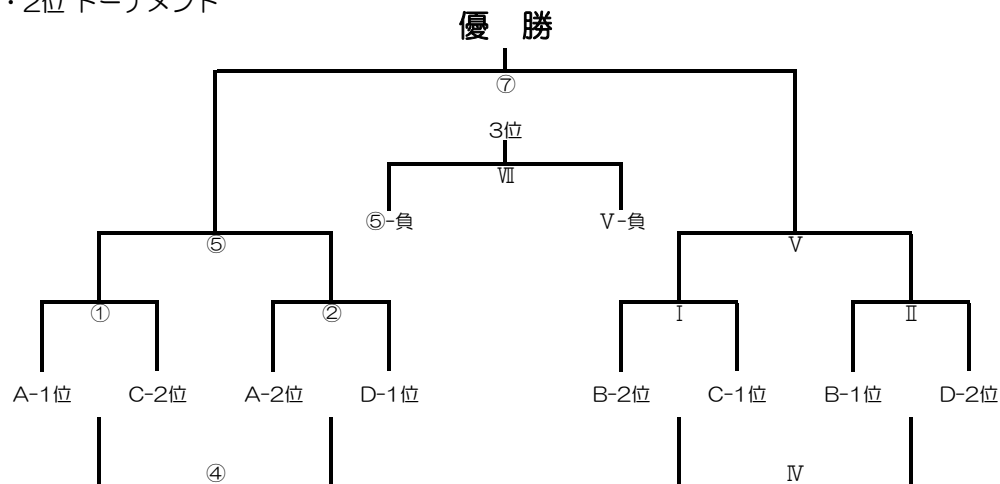 ・2位 トーナメント
優　勝
⑦
3位
Ⅶ
⑤-負 Ⅴ-負
⑤ Ⅴ
① ② Ⅰ Ⅱ
A-1位 C-2位 A-2位 D-1位 B-2位 C-1位 B-1位 D-2位
④ Ⅳ